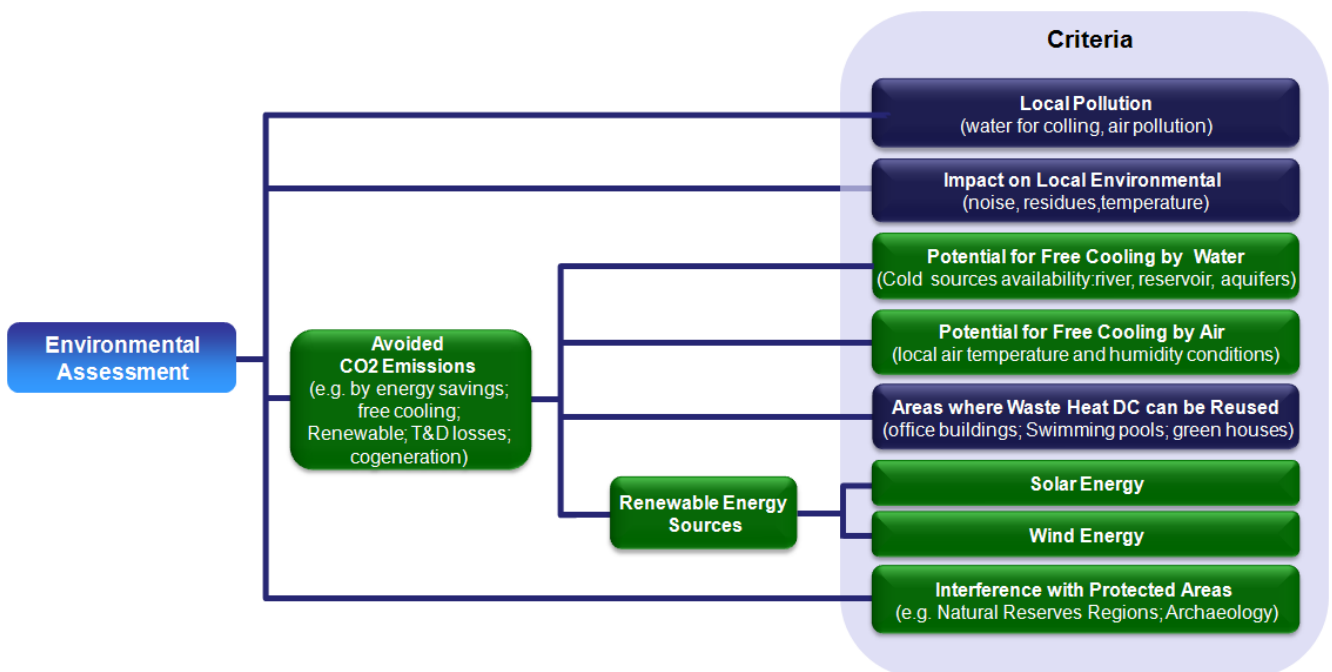 Criteria
Local Pollution
(water for colling, air pollution)
Impact on Local Environmental
(noise, residues,temperature)
Potential for Free Cooling by Water
(Cold sources availability:river, reservoir, aquifers)
Environmental
Assessment
Avoided
CO2 Emissions
(e.g. by energy savings;
free cooling;
Renewable; T&D losses;
cogeneration)
Potential for Free Cooling by Air
(local air temperature and humidity conditions)
Areas where Waste Heat DC can be Reused
(office buildings; Swimming pools; green houses)
Renewable Energy
Sources
Solar Energy
Wind Energy
Interference with Protected Areas
(e.g. Natural Reserves Regions; Archaeology)